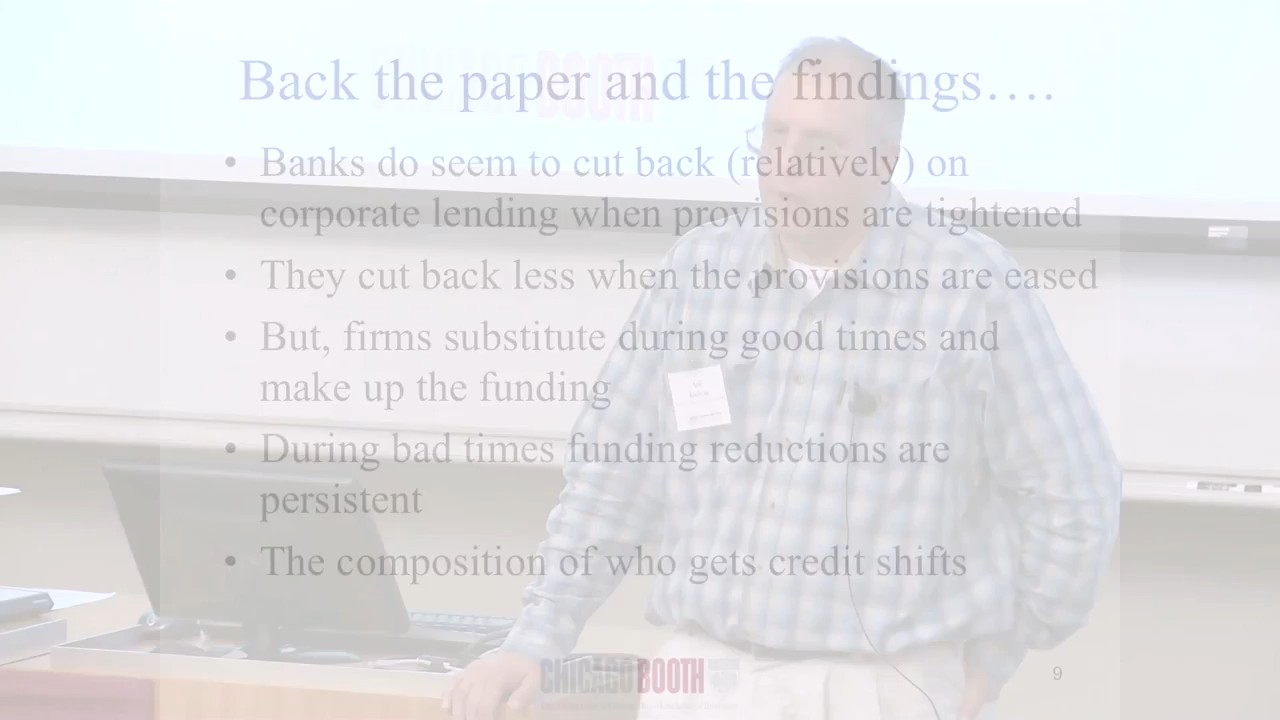 Back the paper and the findings….
• Banks do seem to cut back (relatively) on
corporate lending when provisions are tightened
• They cut back less when the provisions are eased
• But, firms substitute during good times and
make up the funding
• During bad times funding reductions are
persistent
• The composition of who gets credit shifts
CHICAGO BOOTH
9